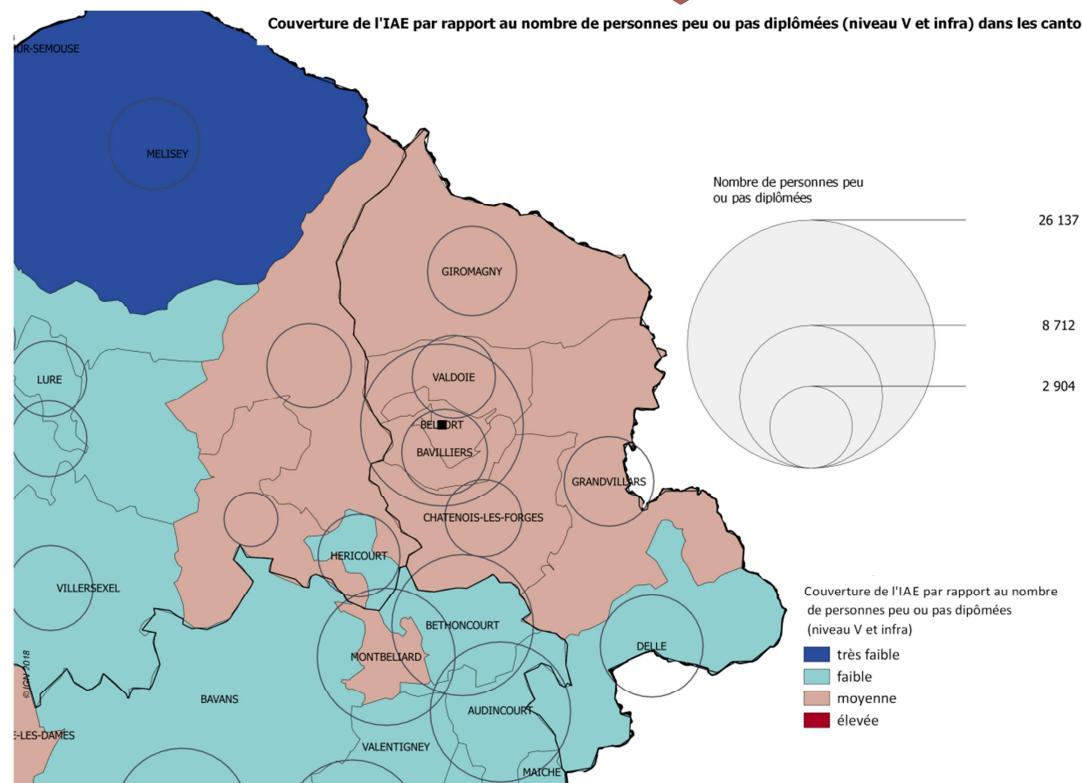 Couverture de l'IAE par rapport au nombre de personnes peu ou pas diplômées (niveau V et infra) dans les canto
UR-SEMOUSE
MELISEY
GIROMAGNY
LURE
VALDOIE
BELFORT
BAVILLIERS
GRANDVILLARS
CHATENOIS-LES-FORGES
HERICOURT
VILLERSEXEL
BETHONCOURT
MONTBELIARD
DELLE
BAVANS
AUDINCOURT
E-LES-DAMES
VALENTIGNEY
MAICHE
© IGN 2018
Nombre de personnes peu
ou pas diplômées
26 137
8 712
2 904
Couverture de l'IAE par rapport au nombre
de personnes peu ou pas dipômées
(niveau V et infra)
très faible
faible
moyenne
élevée